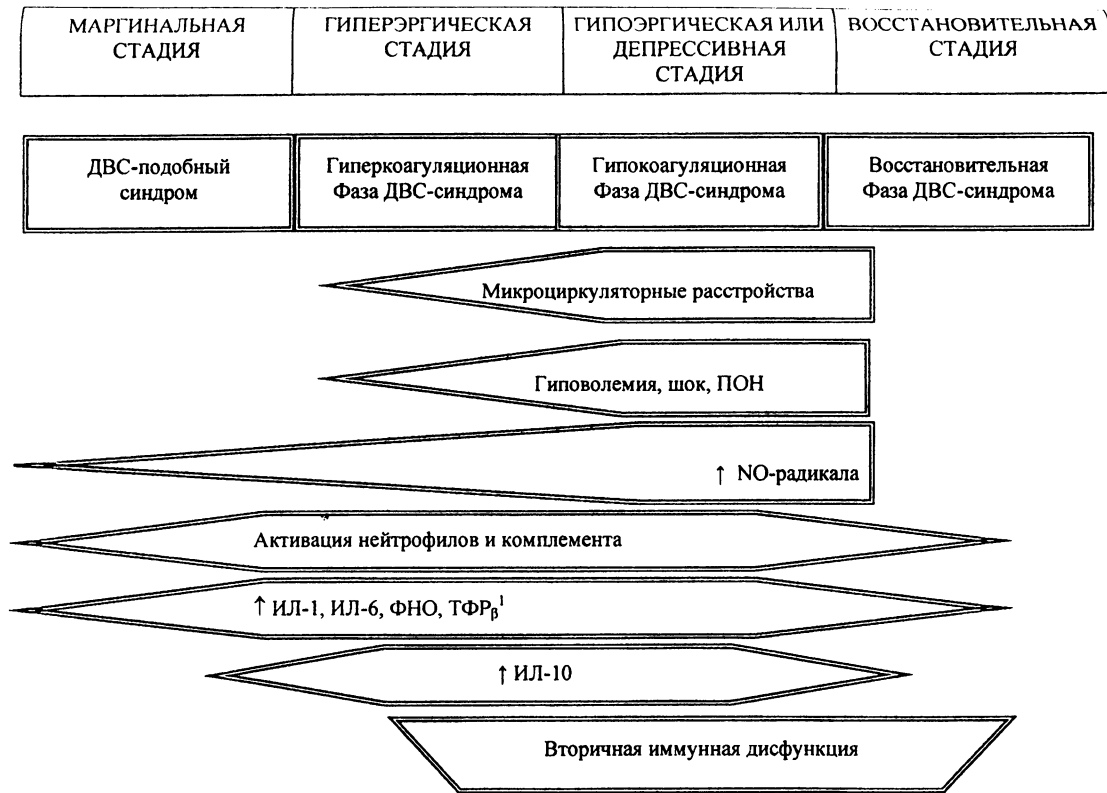 МАРГИНАЛЬНАЯ
СТАДИЯ
ГИПЕРЭРГИЧЕСКАЯ
СТАДИЯ
ГИПОЭРГИЧЕСКАЯ ИЛИ
ДЕПРЕССИВНАЯ
СТАДИЯ
ВОССТАНОВИТЕЛЬНАЯ
СТАДИЯ
ДВС-подобный
синдром
Гиперкоагуляционная
Фаза ДВС-синдрома
Гипокоагуляционная
Фаза ДВС-синдрома
Восстановительная
Фаза ДВС-синдрома
Микроциркуляторные расстройства
Гиповолемия, шок, ПОН
↑ NO-радикала
Активация нейтрофилов и комплемента
↑ ИЛ-1, ИЛ-6, ФНО, ТФРβ¹
↑ ИЛ-10
Вторичная иммунная дисфункция